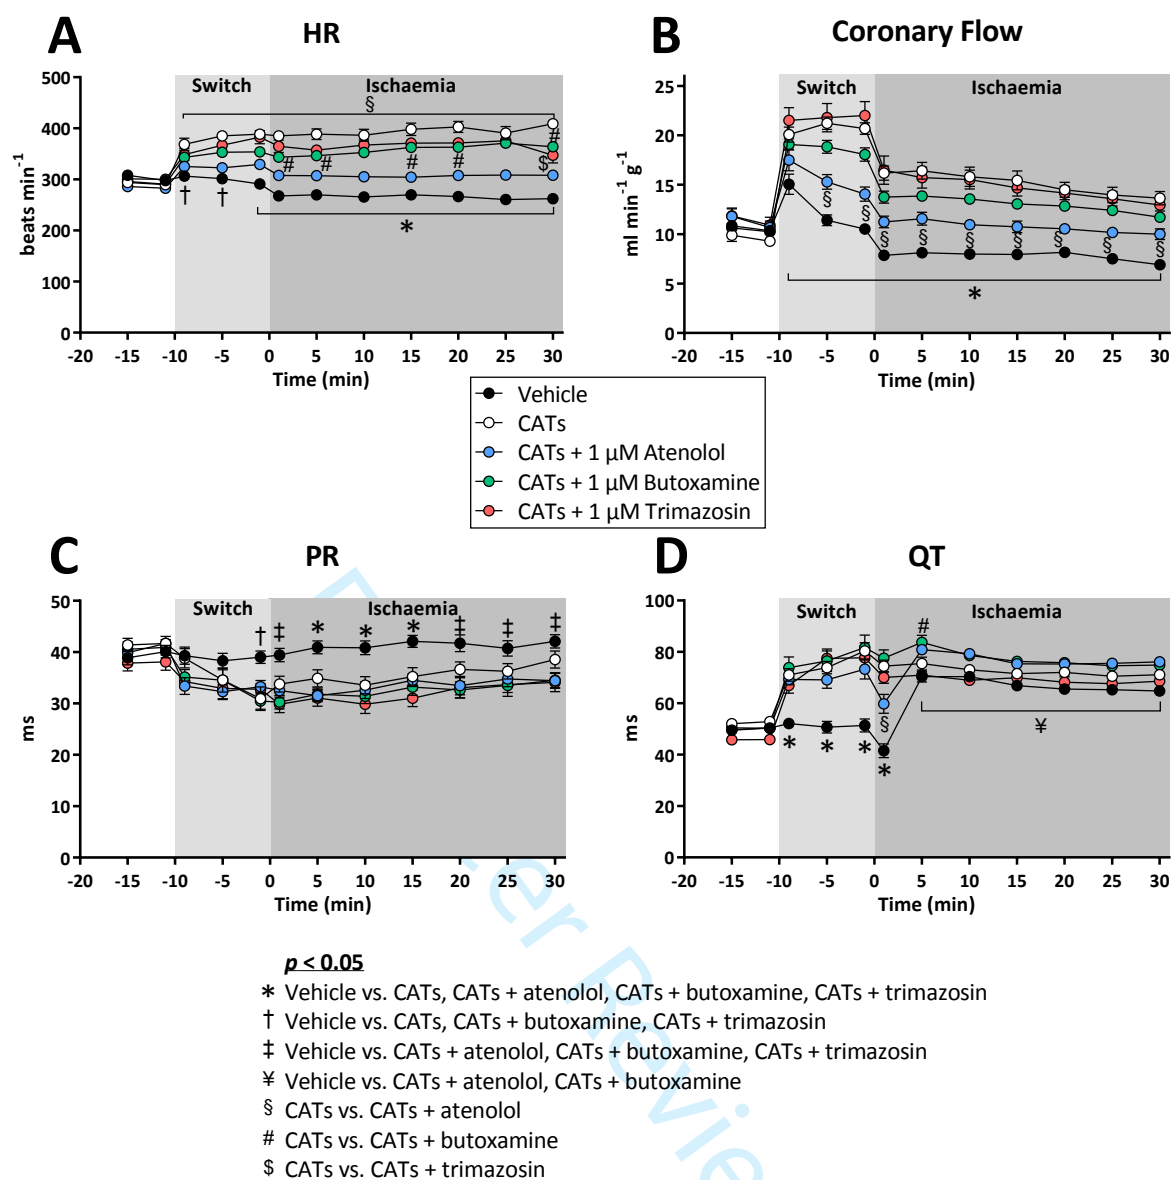 A
HR
Switch
Ischaemia
§
†
†
#
#
#
#
#
$
*
beats min⁻¹
500
400
300
200
100
0
-20 -15 -10 -5 0 5 10 15 20 25 30
Time (min)
B
Coronary Flow
Switch
Ischaemia
§
§
§
§
§
§
§
§
§
*
ml min⁻¹ g⁻¹
25
20
15
10
5
0
-20 -15 -10 -5 0 5 10 15 20 25 30
Time (min)
Vehicle
CATs
CATs + 1 µM Atenolol
CATs + 1 µM Butoxamine
CATs + 1 µM Trimazosin
C
PR
Switch
Ischaemia
† ‡ * * * ‡ ‡ ‡
ms
50
40
30
20
10
0
-20 -15 -10 -5 0 5 10 15 20 25 30
Time (min)
D
QT
Switch
Ischaemia
#
§
* * * *
¥
ms
100
80
60
40
20
0
-20 -15 -10 -5 0 5 10 15 20 25 30
Time (min)
p < 0.05
* Vehicle vs. CATs, CATs + atenolol, CATs + butoxamine, CATs + trimazosin
† Vehicle vs. CATs, CATs + butoxamine, CATs + trimazosin
‡ Vehicle vs. CATs + atenolol, CATs + butoxamine, CATs + trimazosin
¥ Vehicle vs. CATs + atenolol, CATs + butoxamine
§ CATs vs. CATs + atenolol
# CATs vs. CATs + butoxamine
$ CATs vs. CATs + trimazosin